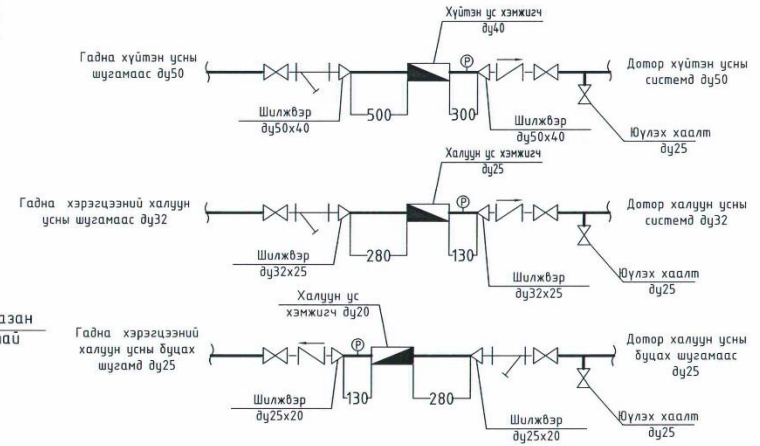 Хүйтэн ус хэмжигч
ду40
Гадна хүйтэн усны
шугамаас ду50
P
Дотор хүйтэн усны
системд ду50
Шилжвэр
ду50х40
500
300
Шилжвэр
ду50х40
Юүлэх хаалт
ду25
Халуун ус хэмжигч
ду25
Гадна хэрэгцээний халуун
усны шугамаас ду32
P
Дотор халуун усны
системд ду32
Шилжвэр
ду32х25
280
130
Шилжвэр
ду32х25
Юүлэх хаалт
ду25
Халуун ус
хэмжигч ду20
Гадна хэрэгцээний
халуун усны буцах
шугамд ду25
P
Дотор халуун усны
буцах шугамаас
ду25
Шилжвэр
ду25х20
130
280
Шилжвэр
ду25х20
Юүлэх хаалт
ду25